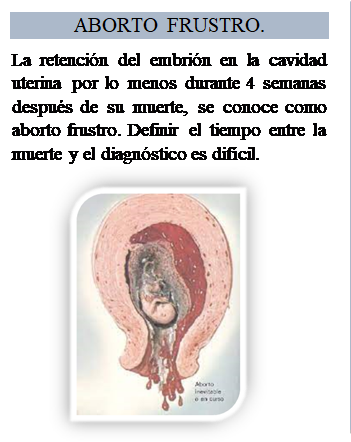 ABORTO FRUSTRO.
La retención del embrión en la cavidad
uterina por lo menos durante 4 semanas
después de su muerte, se conoce como
aborto frustro. Definir el tiempo entre la
muerte y el diagnóstico es difícil.
Aborto
inevitable
o en curso